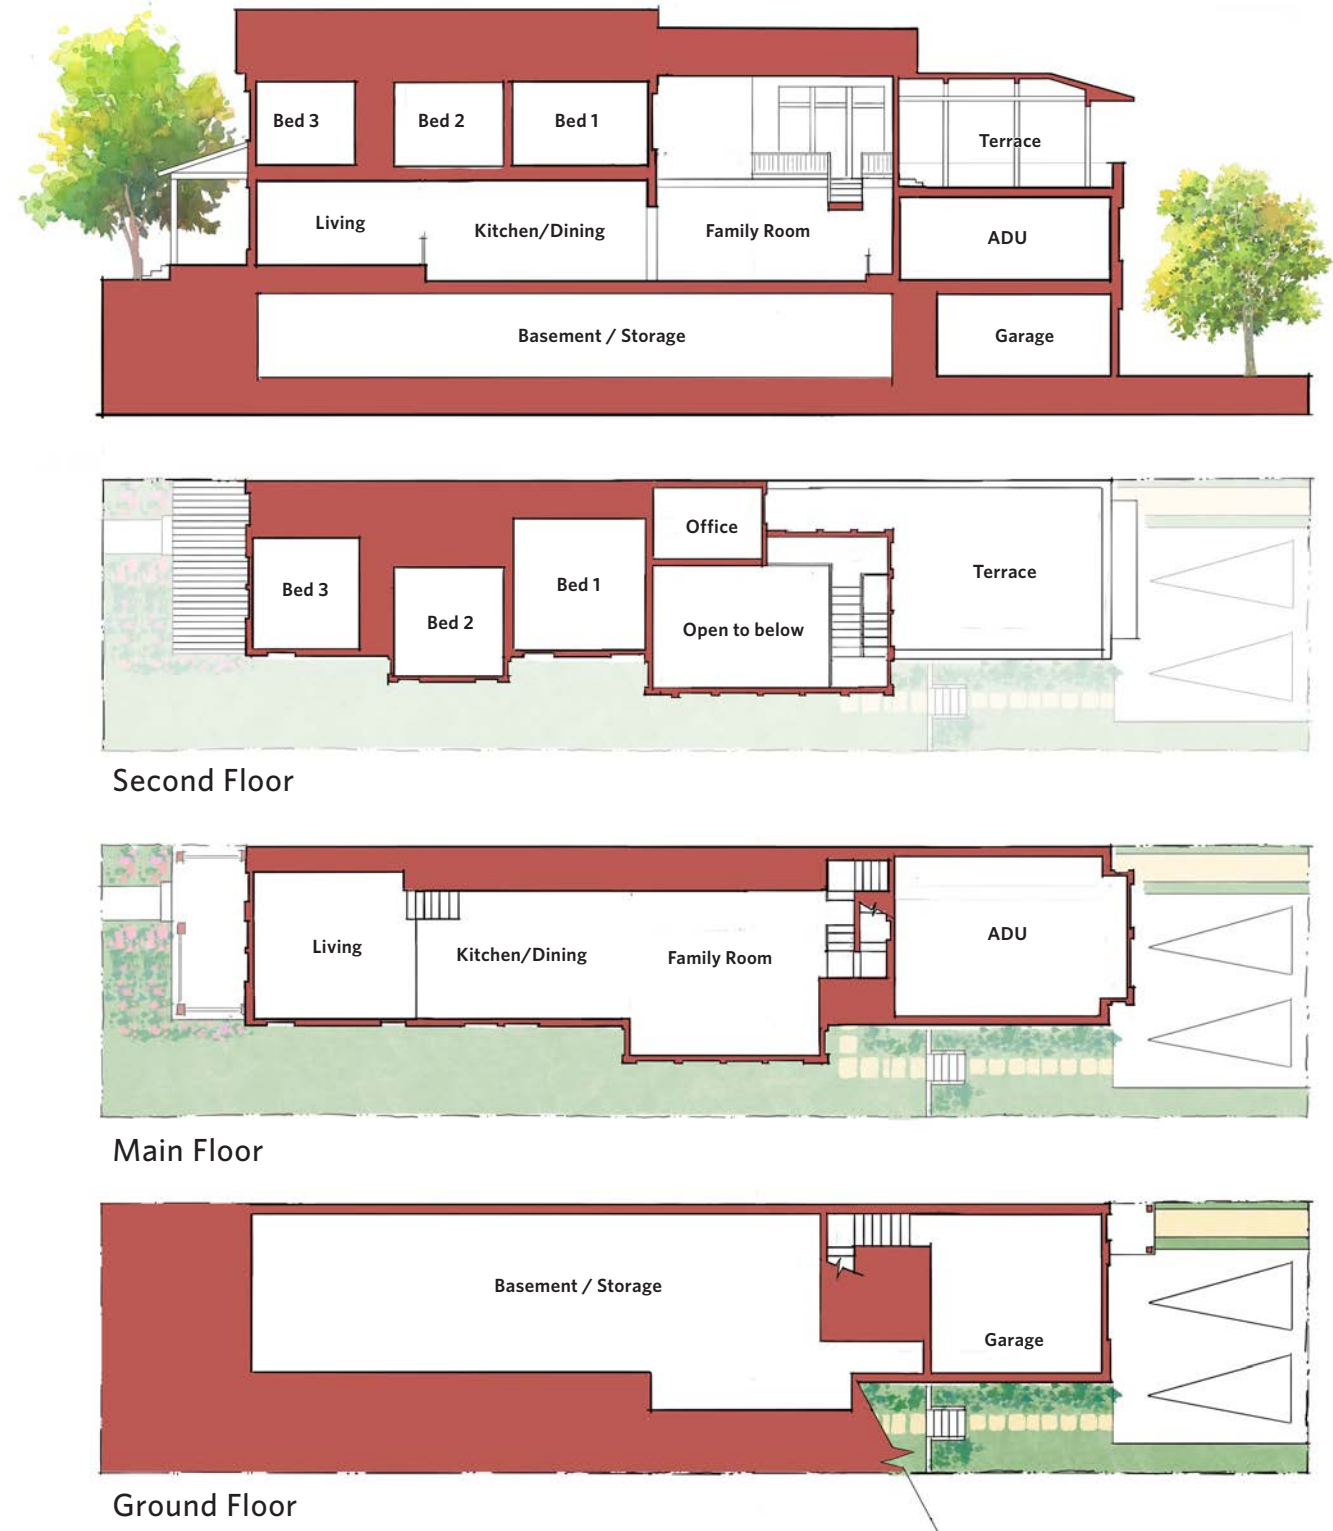 Bed 3
Bed 2
Bed 1
Terrace
Living
Kitchen/Dining
Family Room
ADU
Basement / Storage
Garage
Office
Bed 3
Bed 2
Bed 1
Open to below
Terrace
Second Floor
Living
Kitchen/Dining
Family Room
ADU
Main Floor
Basement / Storage
Garage
Ground Floor